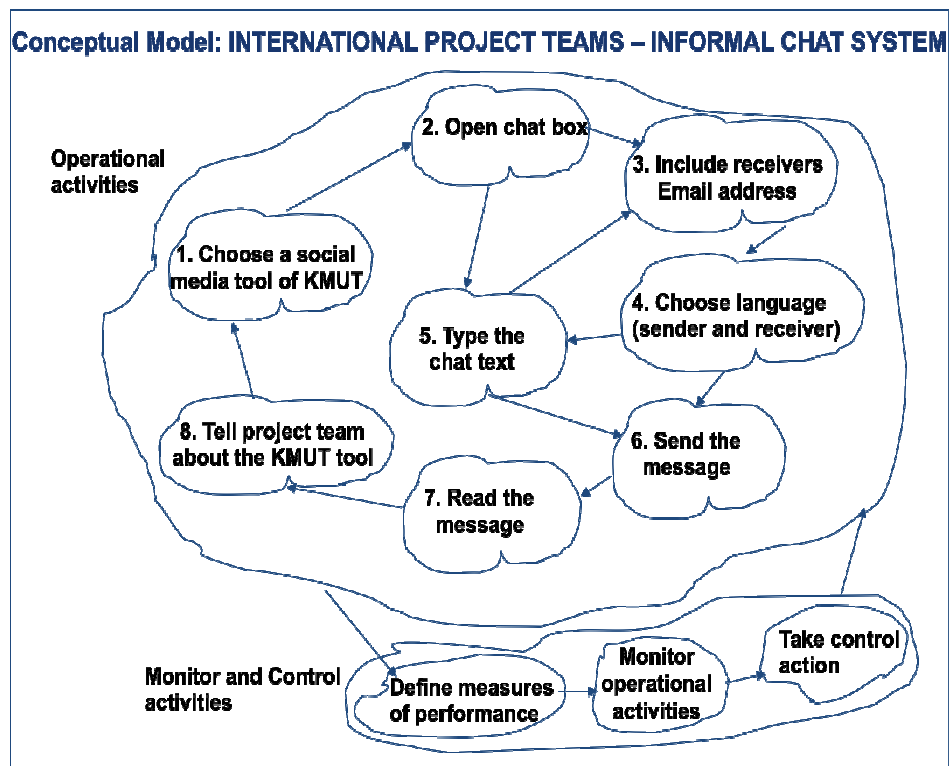 Conceptual Model: INTERNATIONAL PROJECT TEAMS – INFORMAL CHAT SYSTEM
Operational
activities
1. Choose a social
media tool of KMUT
2. Open chat box
3. Include receivers
Email address
4. Choose language
(sender and receiver)
5. Type the
chat text
6. Send the
message
7. Read the
message
8. Tell project team
about the KMUT tool
Monitor and Control
activities
Define measures
of performance
Monitor
operational
activities
Take control
action